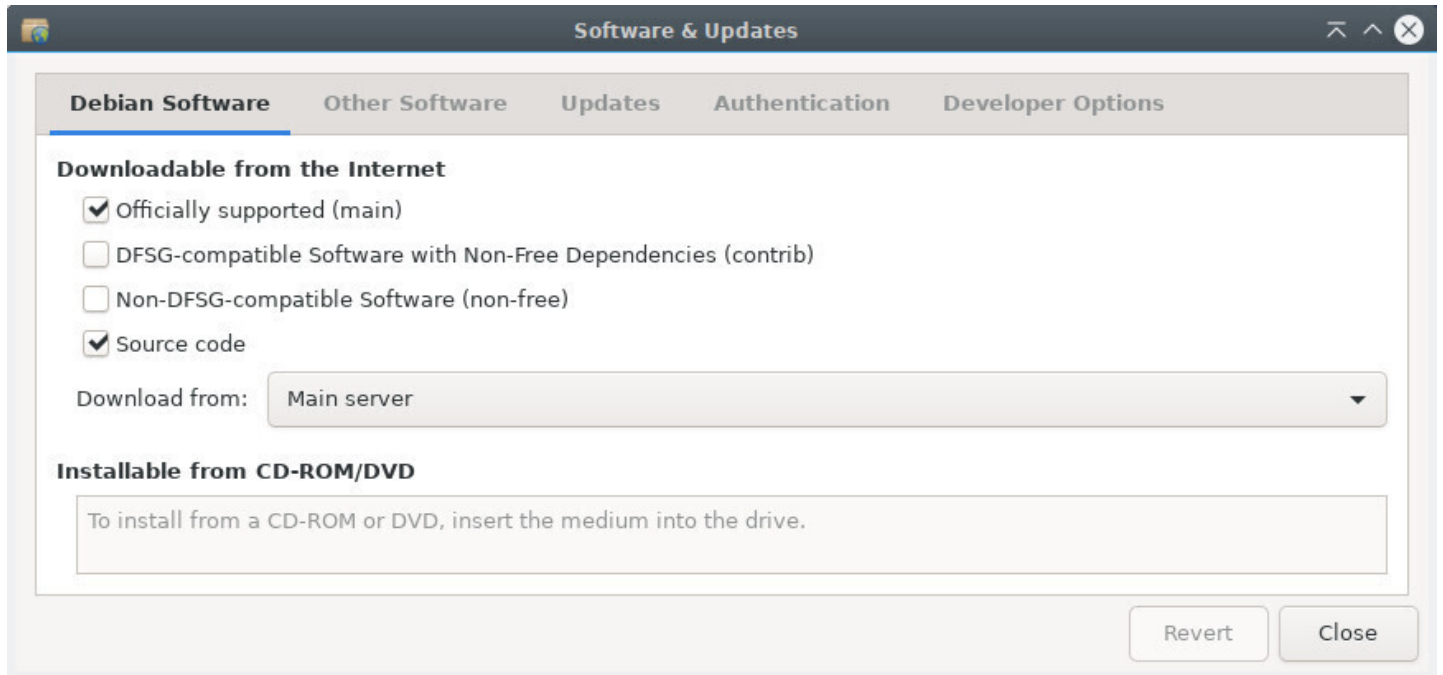 Software & Updates
Debian Software Other Software Updates Authentication Developer Options
Downloadable from the Internet
Officially supported (main)
DFSG-compatible Software with Non-Free Dependencies (contrib)
Non-DFSG-compatible Software (non-free)
Source code
Download from: Main server
Installable from CD-ROM/DVD
To install from a CD-ROM or DVD, insert the medium into the drive.
Revert Close